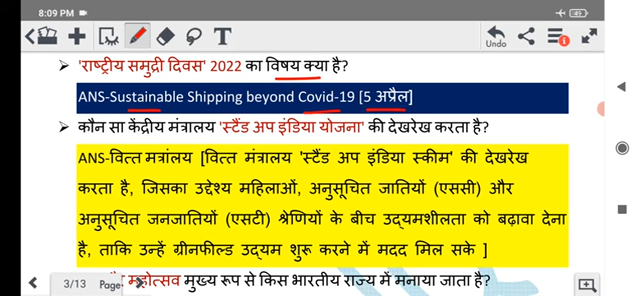 8:09 PM
49
Undo
➤ 'राष्ट्रीय समुद्री दिवस' 2022 का विषय क्या है?
ANS-Sustainable Shipping beyond Covid-19 [5 अप्रैल]
➤ कौन सा केंद्रीय मंत्रालय 'स्टैंड अप इंडिया योजना' की देखरेख करता है?
ANS-वित्त मत्रांलय [वित्त मंत्रालय 'स्टैंड अप इंडिया स्कीम' की देखरेख
करता है, जिसका उद्देश्य महिलाओं, अनुसूचित जातियों (एससी) और
अनुसूचित जनजातियों (एसटी) श्रेणियों के बीच उद्यमशीलता को बढ़ावा देना
है, ताकि उन्हें ग्रीनफील्ड उद्यम शुरू करने में मदद मिल सके ]
3/13 Page महोत्सव मुख्य रूप से किस भारतीय राज्य में मनाया जाता है?